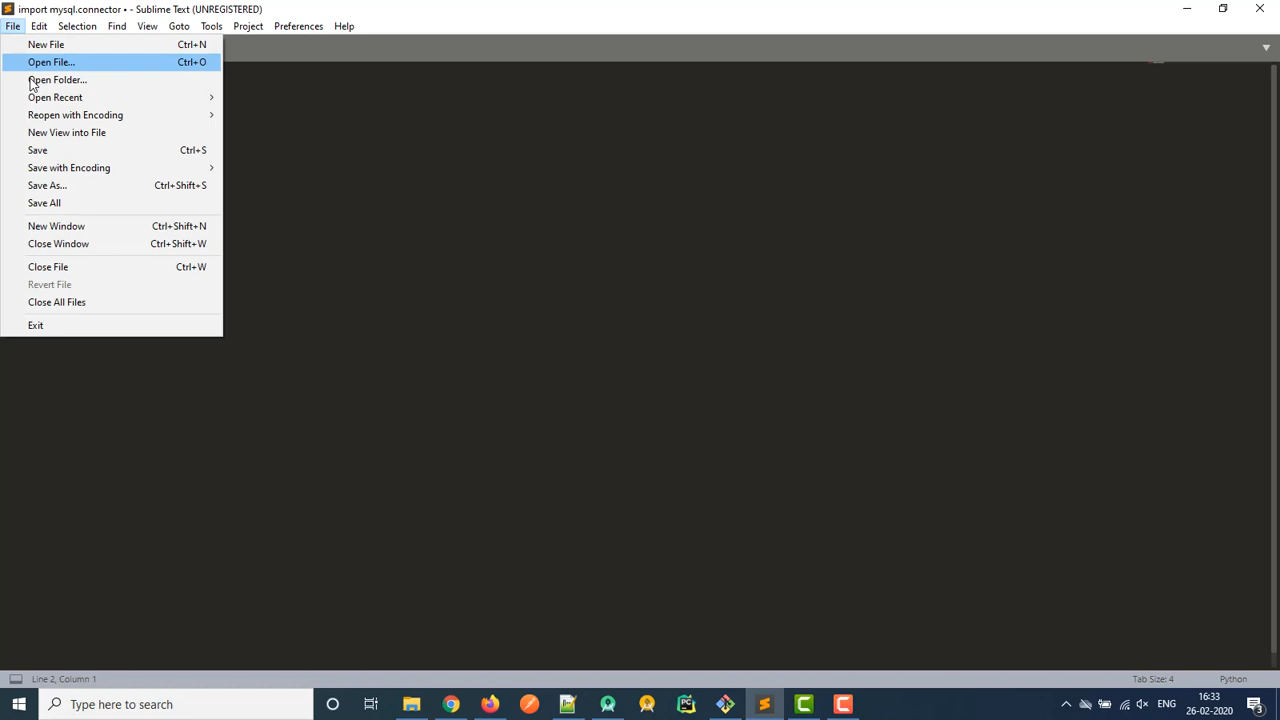 import mysql.connector • - Sublime Text (UNREGISTERED)
File Edit Selection Find View Goto Tools Project Preferences Help
New File Ctrl+N
Open File... Ctrl+O
Open Folder...
Open Recent
Reopen with Encoding
New View into File
Save Ctrl+S
Save with Encoding
Save As... Ctrl+Shift+S
Save All
New Window Ctrl+Shift+N
Close Window Ctrl+Shift+W
Close File Ctrl+W
Revert File
Close All Files
Exit
Line 2, Column 1 Tab Size: 4 Python
Type here to search
PC
ENG
16:33
26-02-2020
3